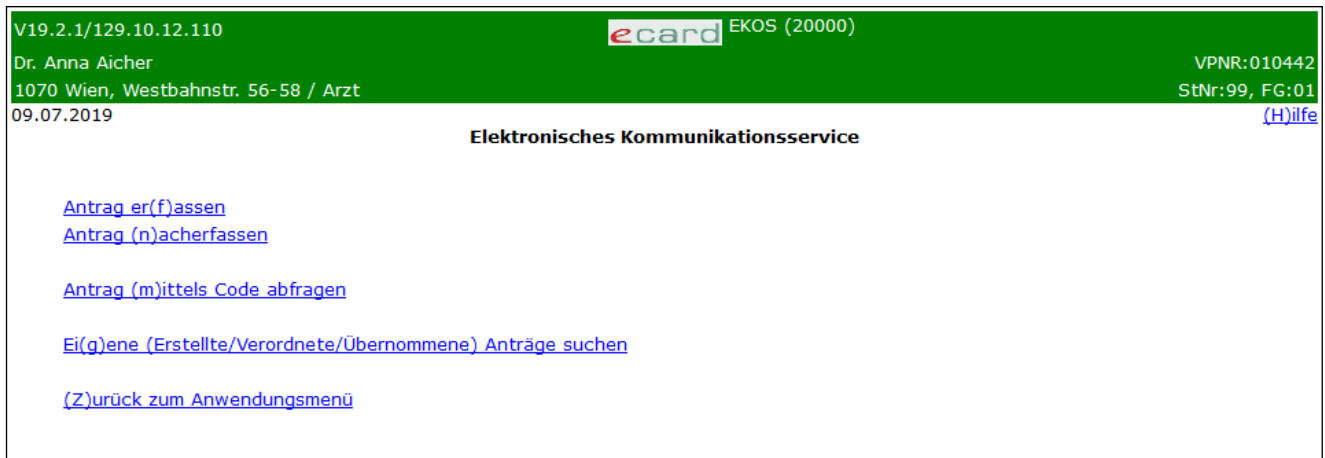 V19.2.1/129.10.12.110 ecard EKOS (20000)
Dr. Anna Aicher VPNR:010442
1070 Wien, Westbahnstr. 56-58 / Arzt StNr:99, FG:01
09.07.2019 (H)ilfe
Elektronisches Kommunikationsservice
Antrag er(f)assen
Antrag (n)acherfassen
Antrag (m)ittels Code abfragen
Ei(g)ene (Erstellte/Verordnete/Übernommene) Anträge suchen
(Z)urück zum Anwendungsmenü